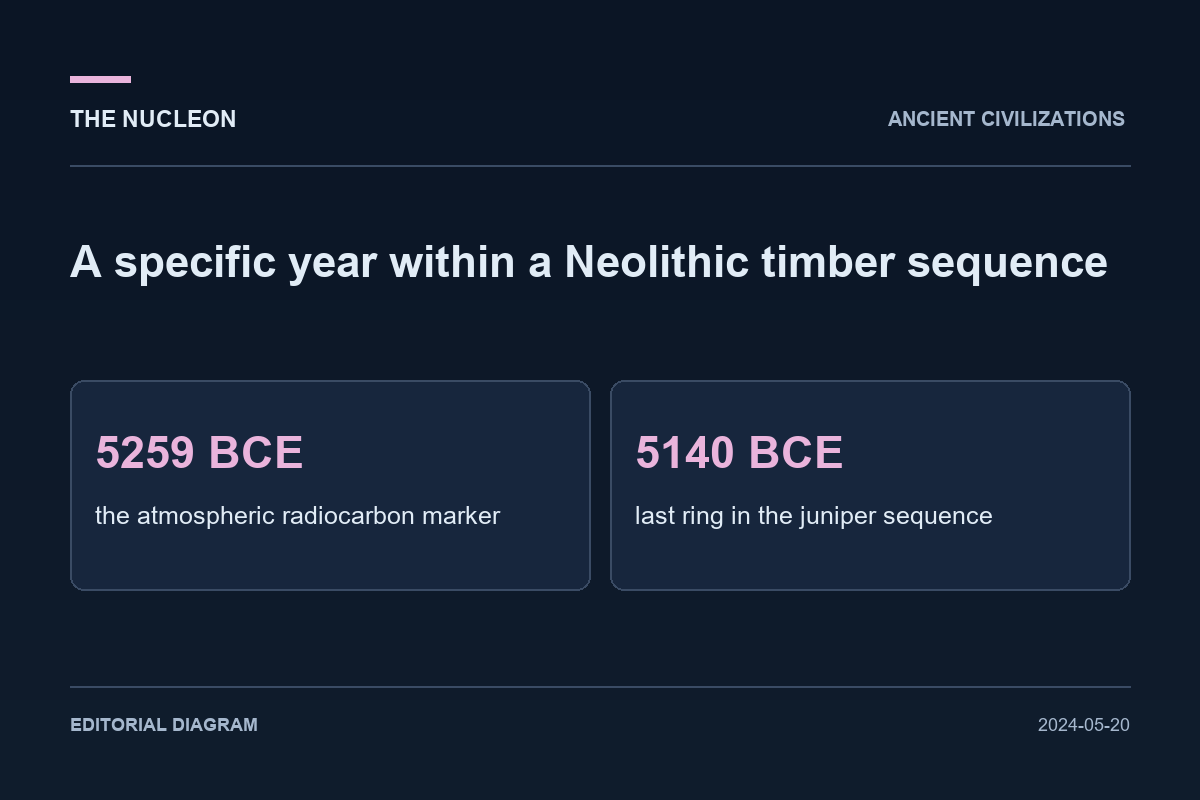 THE NUCLEON
ANCIENT CIVILIZATIONS
A specific year within a Neolithic timber sequence
5259 BCE
the atmospheric radiocarbon marker
5140 BCE
last ring in the juniper sequence
EDITORIAL DIAGRAM
2024-05-20